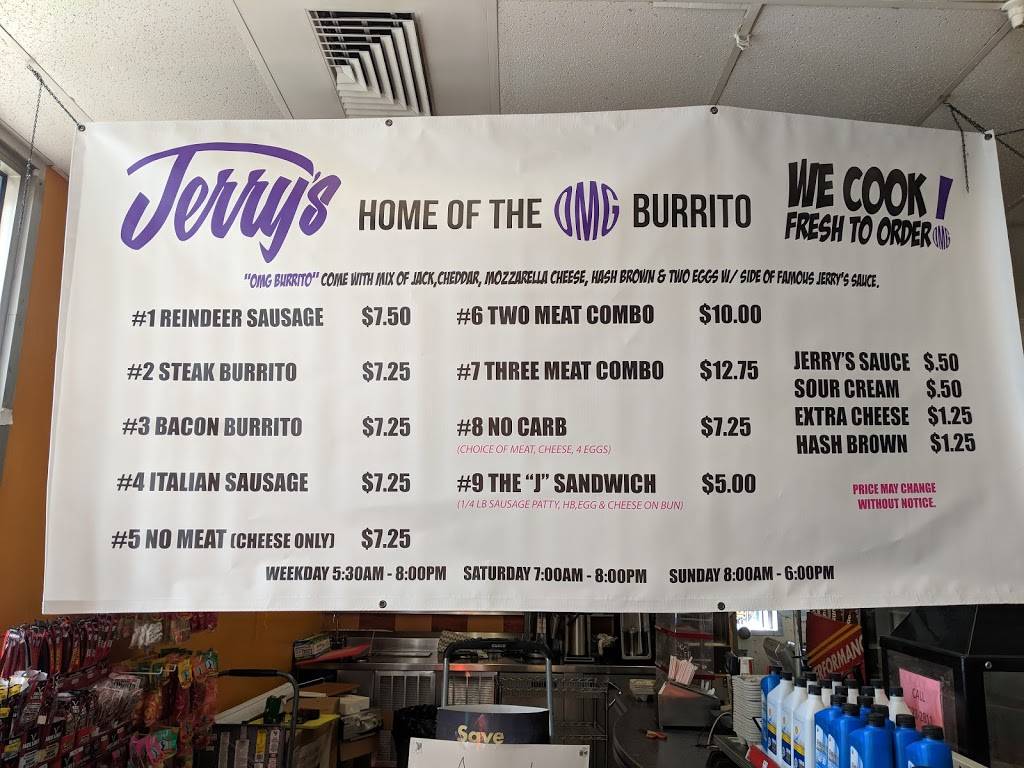 Jerry's
HOME OF THE OMG BURRITO
WE COOK!
FRESH TO ORDER OMG
"OMG BURRITO" COME WITH MIX OF JACK,CHEDDAR, MOZZARELLA CHEESE, HASH BROWN & TWO EGGS W/ SIDE OF FAMOUS JERRY'S SAUCE.
#1 REINDEER SAUSAGE $7.50
#2 STEAK BURRITO $7.25
#3 BACON BURRITO $7.25
#4 ITALIAN SAUSAGE $7.25
#5 NO MEAT (CHEESE ONLY) $7.25
#6 TWO MEAT COMBO $10.00
#7 THREE MEAT COMBO $12.75
#8 NO CARB $7.25
(CHOICE OF MEAT, CHEESE, 4 EGGS)
#9 THE "J" SANDWICH $5.00
(1/4 LB SAUSAGE PATTY, HB,EGG & CHEESE ON BUN)
JERRY'S SAUCE $.50
SOUR CREAM $.50
EXTRA CHEESE $1.25
HASH BROWN $1.25
PRICE MAY CHANGE
WITHOUT NOTICE.
WEEKDAY 5:30AM - 8:00PM SATURDAY 7:00AM - 8:00PM SUNDAY 8:00AM - 6:00PM
Save
CALL